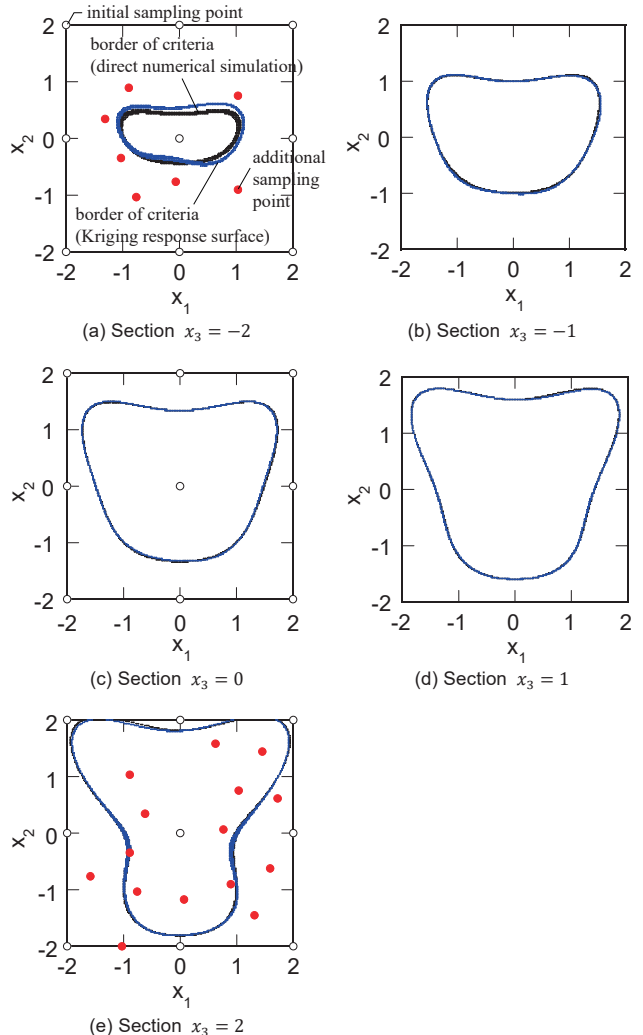 2
initial sampling point
border of criteria
(direct numerical simulation)
1
x2
0
additional
sampling
point
-1
border of criteria
(Kriging response surface)
-2
-2 -1 0 1 2
x1
(a) Section x3 = −2
2
1
x2
0
-1
-2
-2 -1 0 1 2
x1
(b) Section x3 = −1
2
1
x2
0
-1
-2
-2 -1 0 1 2
x1
(c) Section x3 = 0
2
1
x2
0
-1
-2
-2 -1 0 1 2
x1
(d) Section x3 = 1
2
1
x2
0
-1
-2
-2 -1 0 1 2
x1
(e) Section x3 = 2